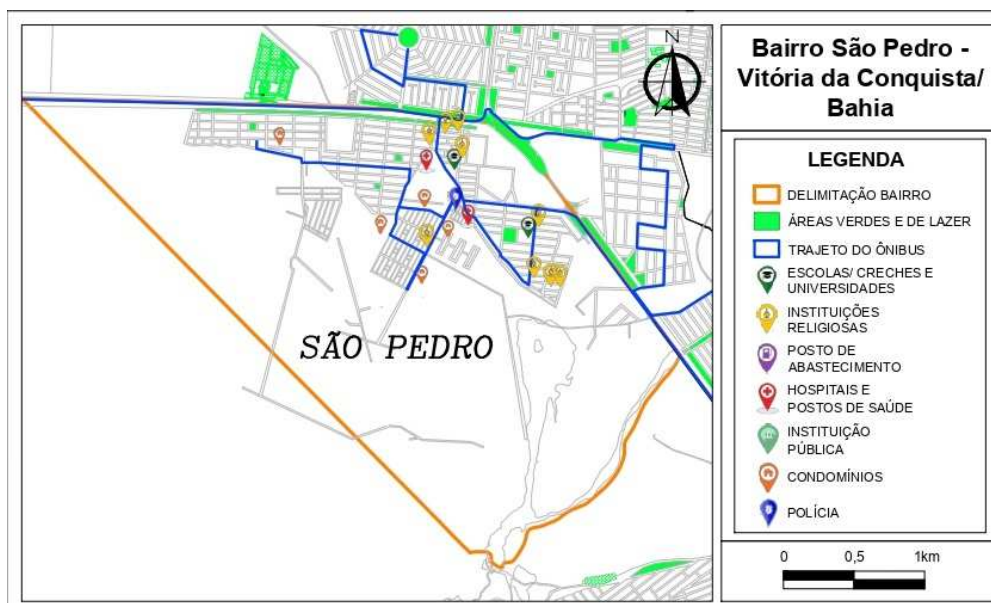 N
SÃO PEDRO
Bairro São Pedro -
Vitória da Conquista/
Bahia
LEGENDA
DELIMITAÇÃO BAIRRO
ÁREAS VERDES E DE LAZER
TRAJETO DO ÔNIBUS
ESCOLAS/ CRECHES E
UNIVERSIDADES
INSTITUIÇÕES
RELIGIOSAS
POSTO DE
ABASTECIMENTO
HOSPITAIS E
POSTOS DE SAÚDE
INSTITUIÇÃO
PÚBLICA
CONDOMÍNIOS
POLÍCIA
0 0,5 1km